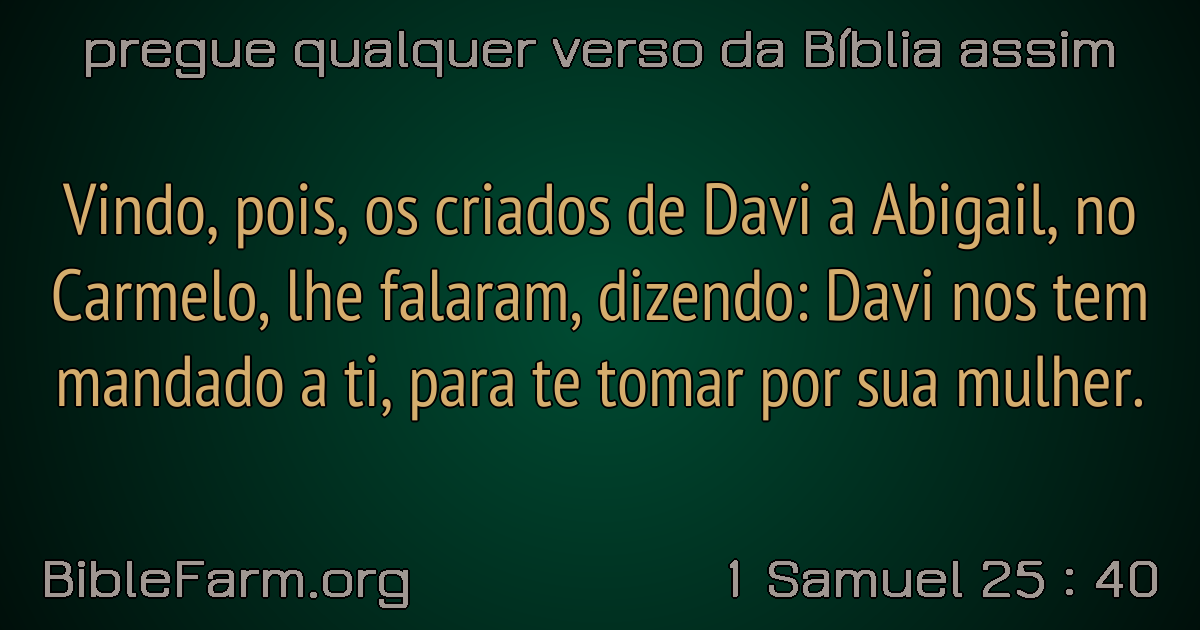 pregue qualquer verso da Bíblia assim
Vindo, pois, os criados de Davi a Abigail, no
Carmelo, lhe falaram, dizendo: Davi nos tem
mandado a ti, para te tomar por sua mulher.
BibleFarm.org
1 Samuel 25 : 40